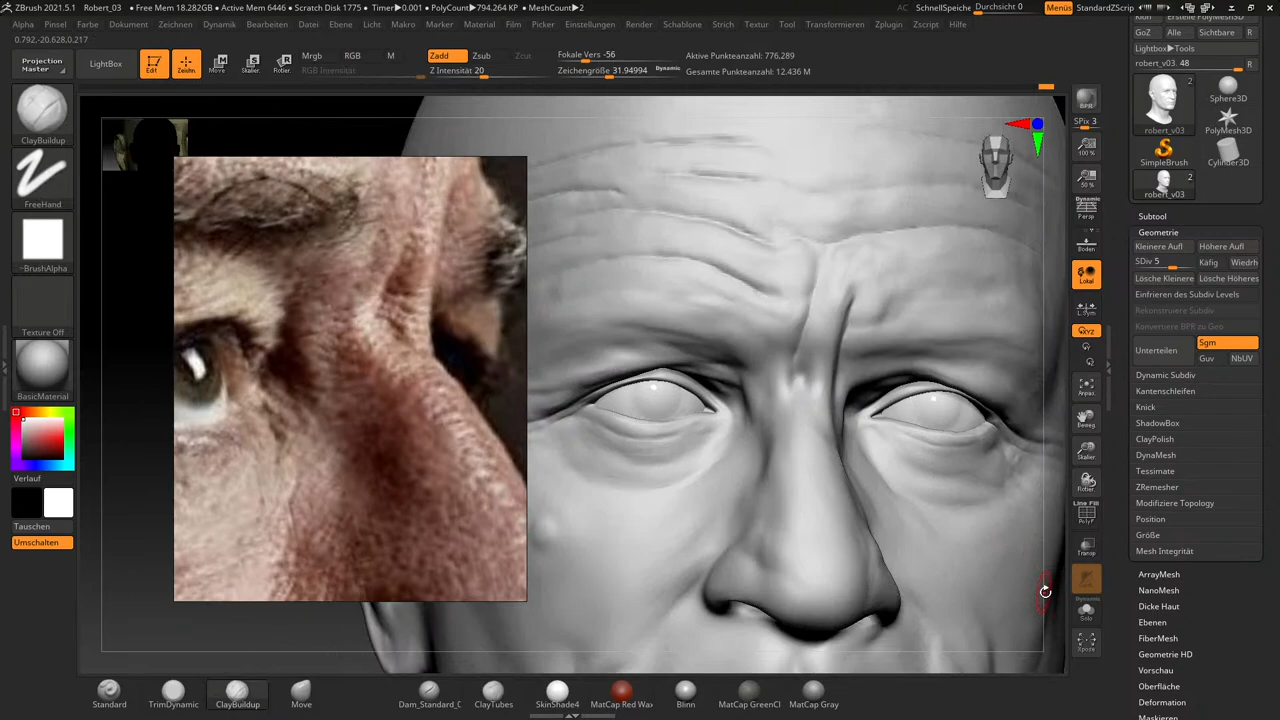 ZBrush 2021.5.1 Robert_03 • Free Mem 18.282GB • Active Mem 6446 • Scratch Disk 1775 • Timer▶0.001 • PolyCount▶794.264 KP • MeshCount▶2
AC SchnellSpeiche Durchsicht 0 Menüs StandardZScrip
Alpha Pinsel Farbe Dokument Zeichnen Dynamik Bearbeiten Datei Ebene Licht Makro Marker Material Film Picker Einstellungen Render Schablone Strich Textur Tool Transformieren Zplugin Zscript Hilfe
0.792,-20.628,0.217
Projection Master
LightBox
Edit
Zeichn.
Move
Skalier.
Rotier.
Mrgb RGB M
RGB Intensität
Zadd Zsub Zcut
Z Intensität 20
Fokale Vers -56
Zeichengröße 31.94994
Dynamic
Aktive Punkteanzahl: 776,289
Gesamte Punkteanzahl: 12.436 M
ClayBuildup
FreeHand
~BrushAlpha
Texture Off
BasicMaterial
Verlauf
Tauschen
Umschalten
BPR
SPix 3
100 %
50 %
Dynamic
Persp
Boden
Lokal
L.Sym
XYZ
Anpas.
Beweg.
Skalier
Rotier.
Line Fill
PolyF
Transp
Dynamic
Solo
Xpose
Klon Erstelle PolyMesh3D
GoZ Alle Sichtbare R
Lightbox▶Tools
robert_v03. 48 R
2
robert_v03
Sphere3D
PolyMesh3D
SimpleBrush
Cylinder3D
2
robert_v03
Subtool
Geometrie
Kleinere Aufl Höhere Aufl
SDiv 5 Käfig Wiedrh
Lösche Kleinere Lösche Höheres
Einfrieren des Subdiv Levels
Rekonstruiere Subdiv
Konvertiere BPR zu Geo
Unterteilen
Sgm
Guv NbUV
Dynamic Subdiv
Kantenschleifen
Knick
ShadowBox
ClayPolish
DynaMesh
Tessimate
ZRemesher
Modifiziere Topology
Position
Größe
Mesh Integrität
ArrayMesh
NanoMesh
Dicke Haut
Ebenen
FiberMesh
Geometrie HD
Vorschau
Oberfläche
Deformation
Maskieren
Standard
TrimDynamic
ClayBuildup
Move
Dam_Standard_C
ClayTubes
SkinShade4
MatCap Red Wax
Blinn
MatCap GreenCl
MatCap Gray